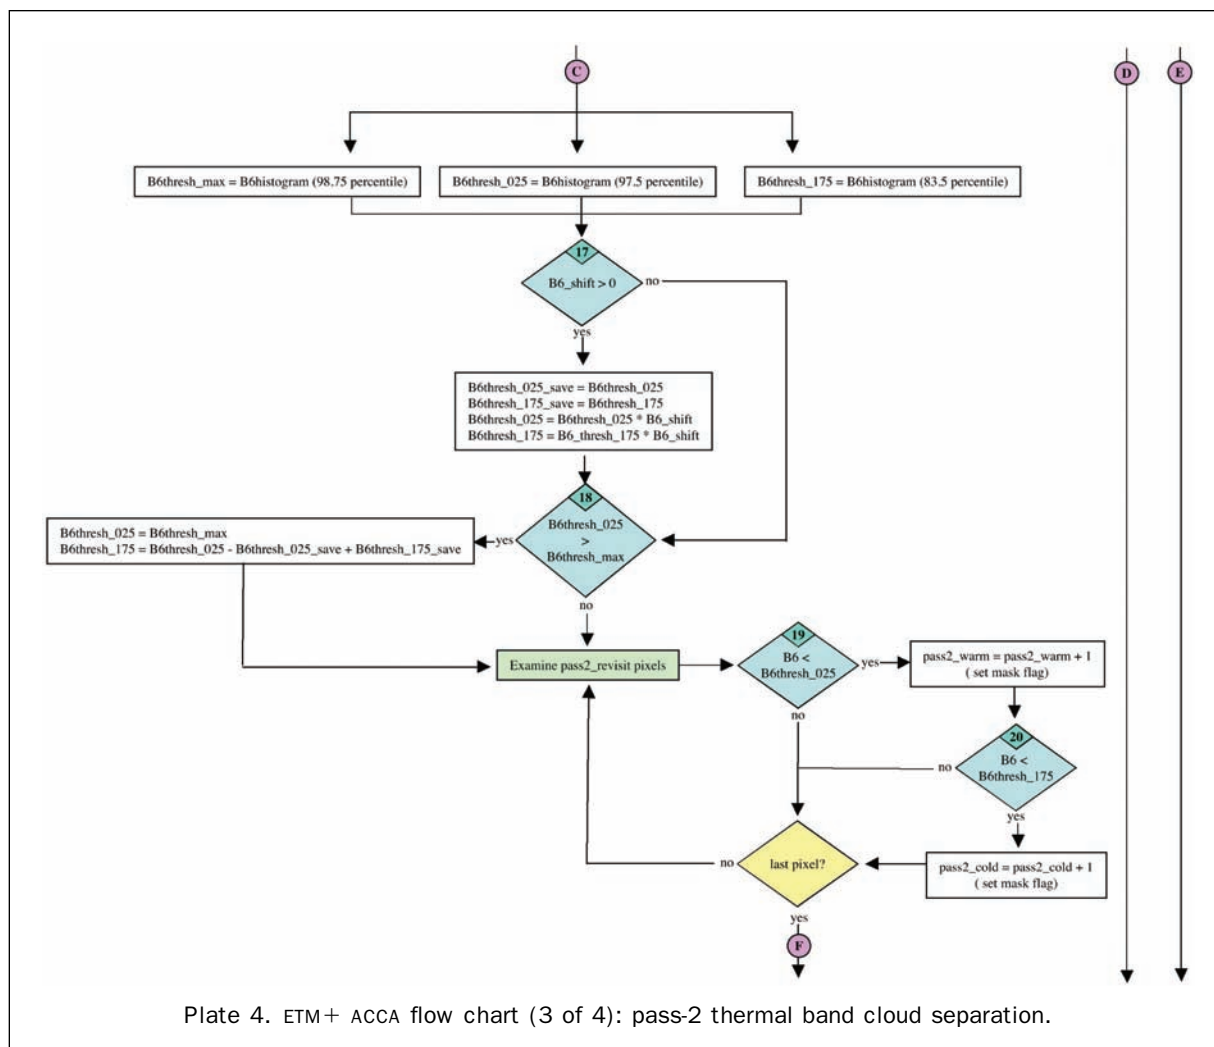 C
D
E
B6thresh_max = B6histogram (98.75 percentile)
B6thresh_025 = B6histogram (97.5 percentile)
B6thresh_175 = B6histogram (83.5 percentile)
17
B6_shift > 0
no
yes
B6thresh_025_save = B6thresh_025
B6thresh_175_save = B6thresh_175
B6thresh_025 = B6thresh_025 * B6_shift
B6thresh_175 = B6_thresh_175 * B6_shift
18
B6thresh_025
>
B6thresh_max
yes
B6thresh_025 = B6thresh_max
B6thresh_175 = B6thresh_025 - B6thresh_025_save + B6thresh_175_save
no
Examine pass2_revisit pixels
19
B6 <
B6thresh_025
yes
pass2_warm = pass2_warm + 1
( set mask flag)
no
20
B6 <
B6thresh_175
no
yes
pass2_cold = pass2_cold + 1
( set mask flag)
last pixel?
no
yes
F
Plate 4. ETM+ ACCA flow chart (3 of 4): pass-2 thermal band cloud separation.